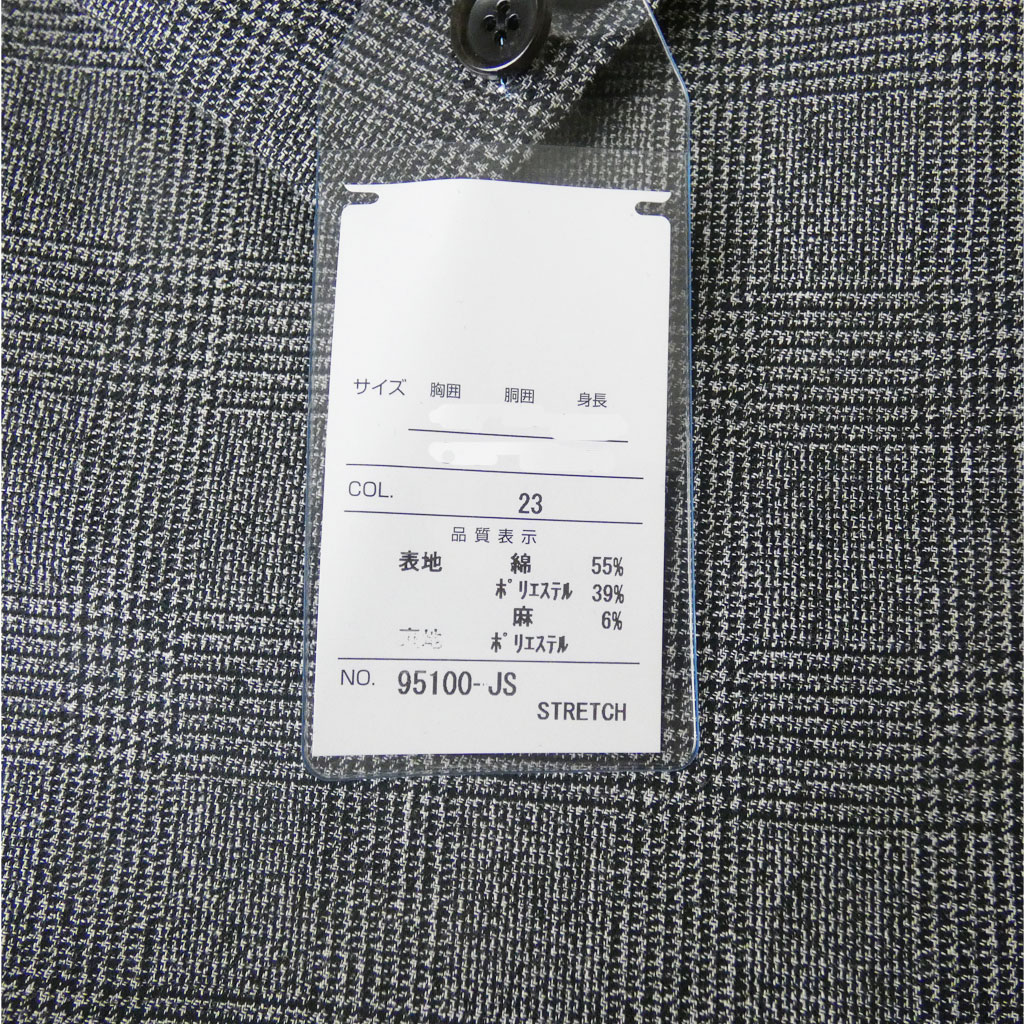 サイズ 胸囲 胴囲 身長
COL. 23
品質表示
表地 綿 55%
ポリエステル 39%
麻 6%
裏地 ポリエステル
NO. 95100-JS
STRETCH